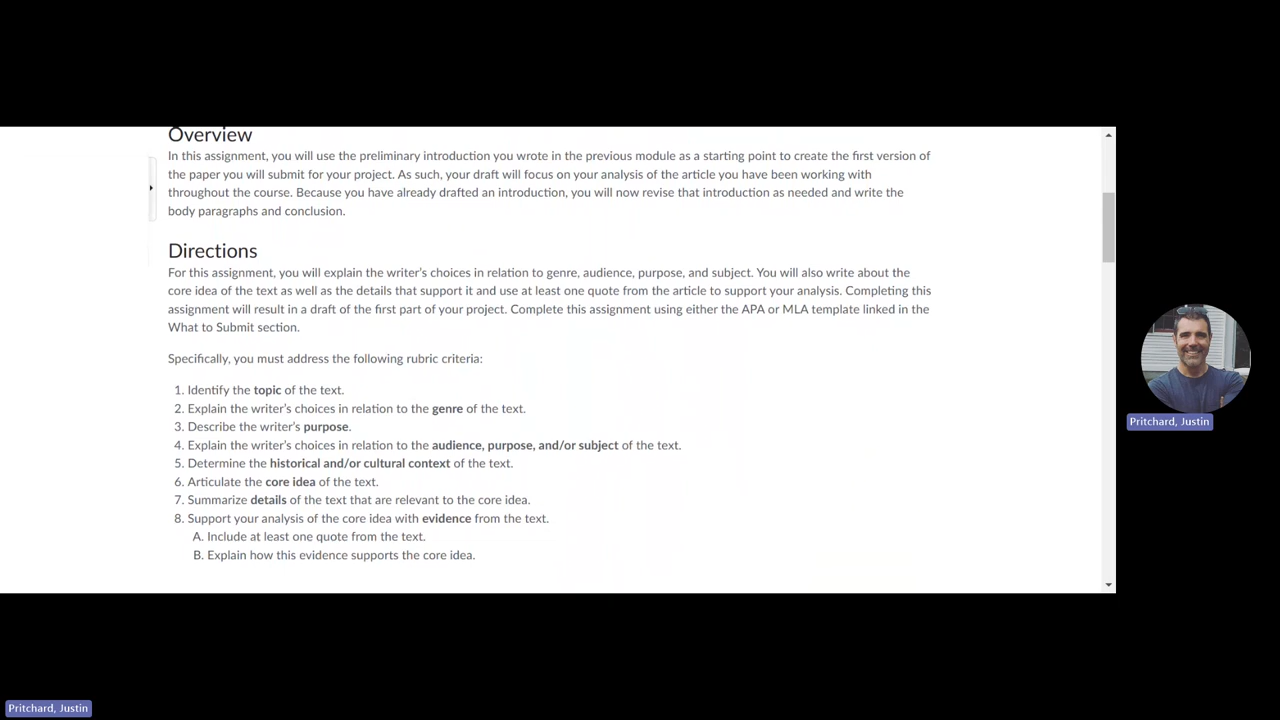 Overview
In this assignment, you will use the preliminary introduction you wrote in the previous module as a starting point to create the first version of
the paper you will submit for your project. As such, your draft will focus on your analysis of the article you have been working with
throughout the course. Because you have already drafted an introduction, you will now revise that introduction as needed and write the
body paragraphs and conclusion.
Directions
For this assignment, you will explain the writer's choices in relation to genre, audience, purpose, and subject. You will also write about the
core idea of the text as well as the details that support it and use at least one quote from the article to support your analysis. Completing this
assignment will result in a draft of the first part of your project. Complete this assignment using either the APA or MLA template linked in the
What to Submit section.
Specifically, you must address the following rubric criteria:
1. Identify the topic of the text.
2. Explain the writer's choices in relation to the genre of the text.
3. Describe the writer's purpose.
4. Explain the writer's choices in relation to the audience, purpose, and/or subject of the text.
5. Determine the historical and/or cultural context of the text.
6. Articulate the core idea of the text.
7. Summarize details of the text that are relevant to the core idea.
8. Support your analysis of the core idea with evidence from the text.
A. Include at least one quote from the text.
B. Explain how this evidence supports the core idea.
Pritchard, Justin
Pritchard, Justin